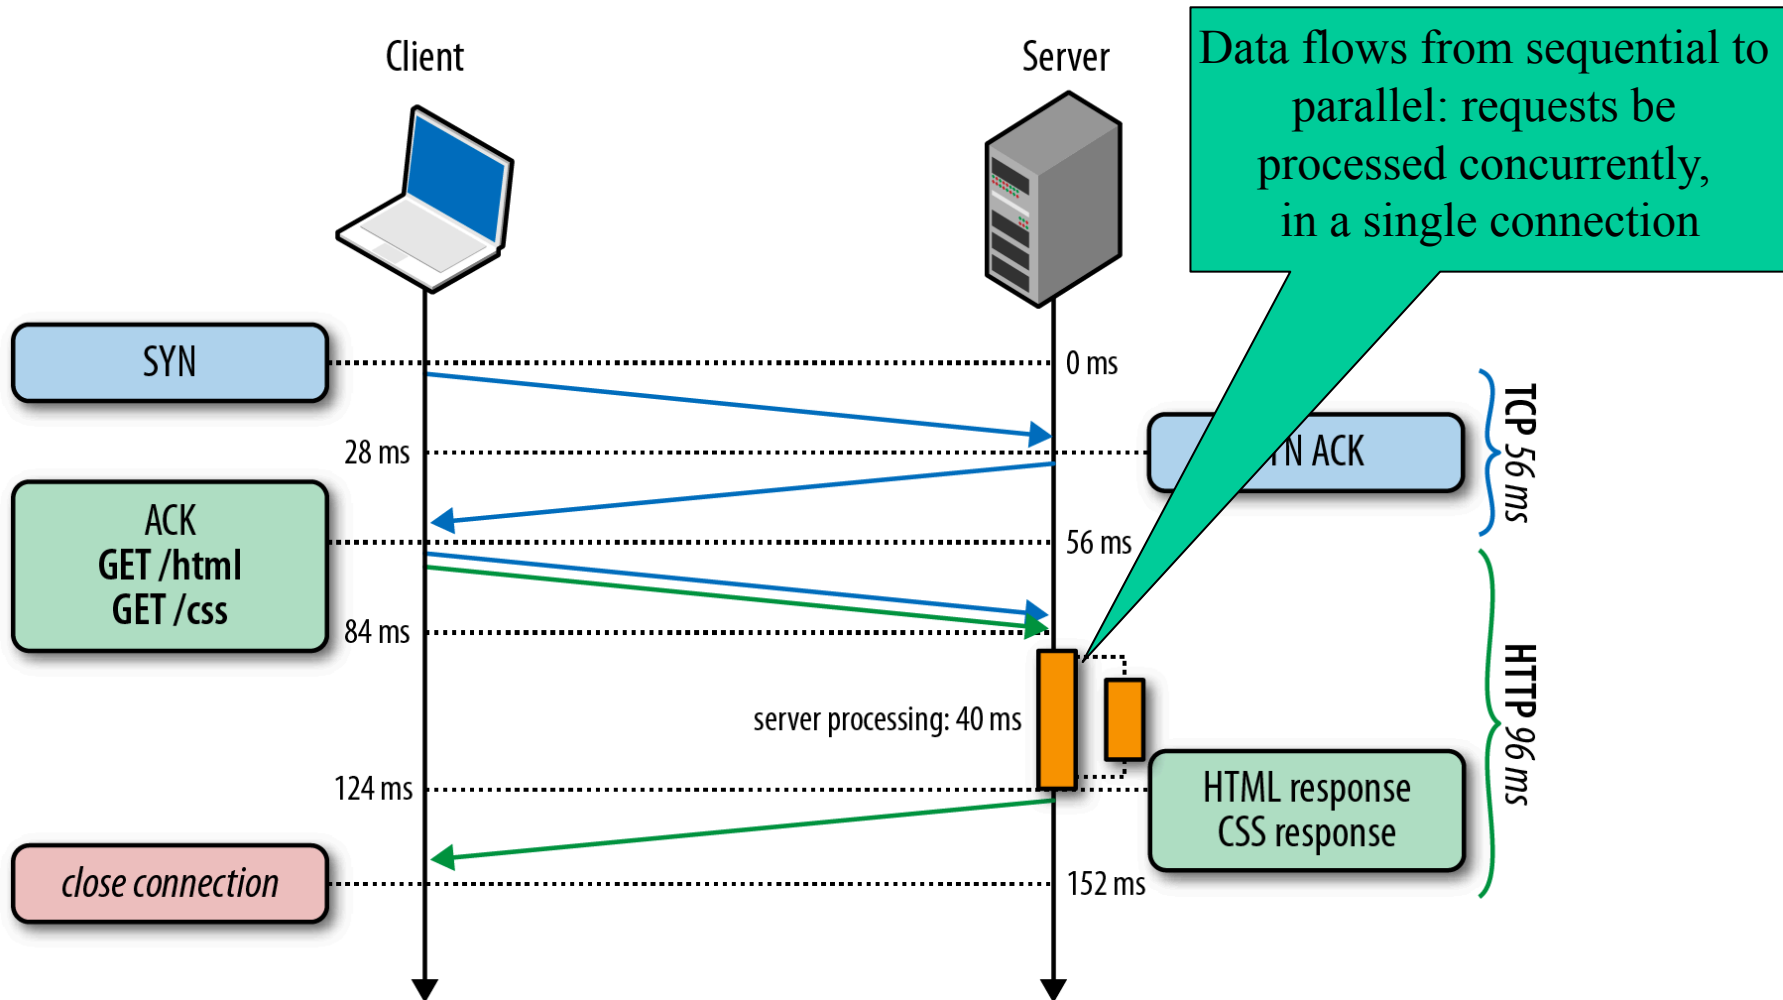 Client
Server
Data flows from sequential to
parallel: requests be
processed concurrently,
in a single connection
SYN
0 ms
28 ms
ACK
TCP 56 ms
ACK
GET /html
GET /css
56 ms
84 ms
server processing: 40 ms
HTTP 96 ms
124 ms
HTML response
CSS response
close connection
152 ms